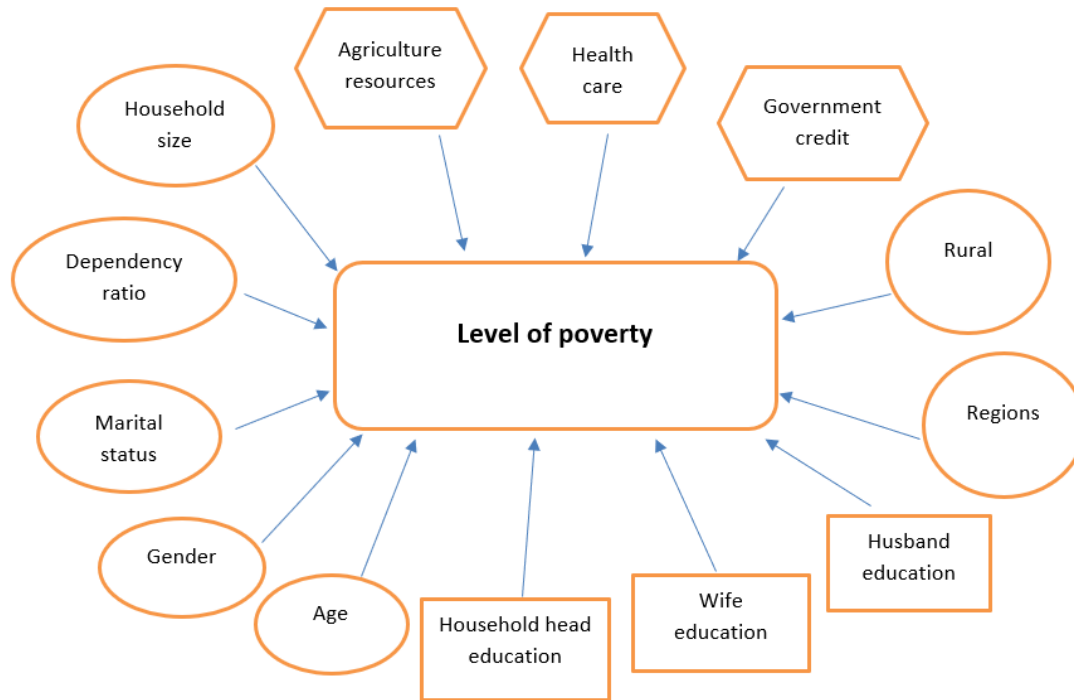 Agriculture
resources
Health
care
Government
credit
Household
size
Rural
Dependency
ratio
Level of poverty
Regions
Marital
status
Husband
education
Gender
Wife
education
Age
Household head
education